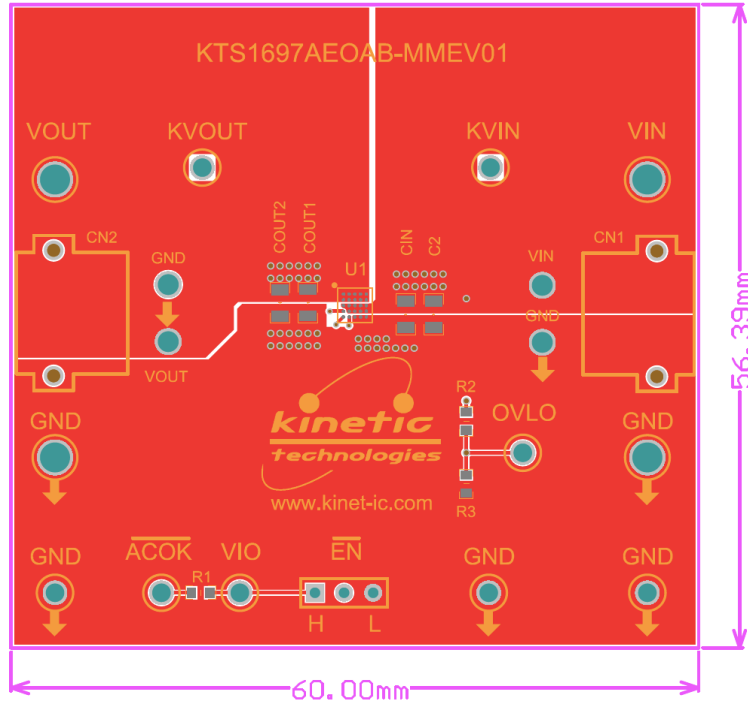 KTS1697AEOAB-MMEV01
VOUT
KVOUT
KVIN
VIN
CN2
COUT2
COUT1
CIN
C2
CN1
GND
U1
VIN
GND
VOUT
56.39mm
R2
kinetic
OVLO
technologies
GND
GND
www.kinet-ic.com
R3
GND
ACOK
VIO
EN
GND
GND
R1
H
L
60.00mm